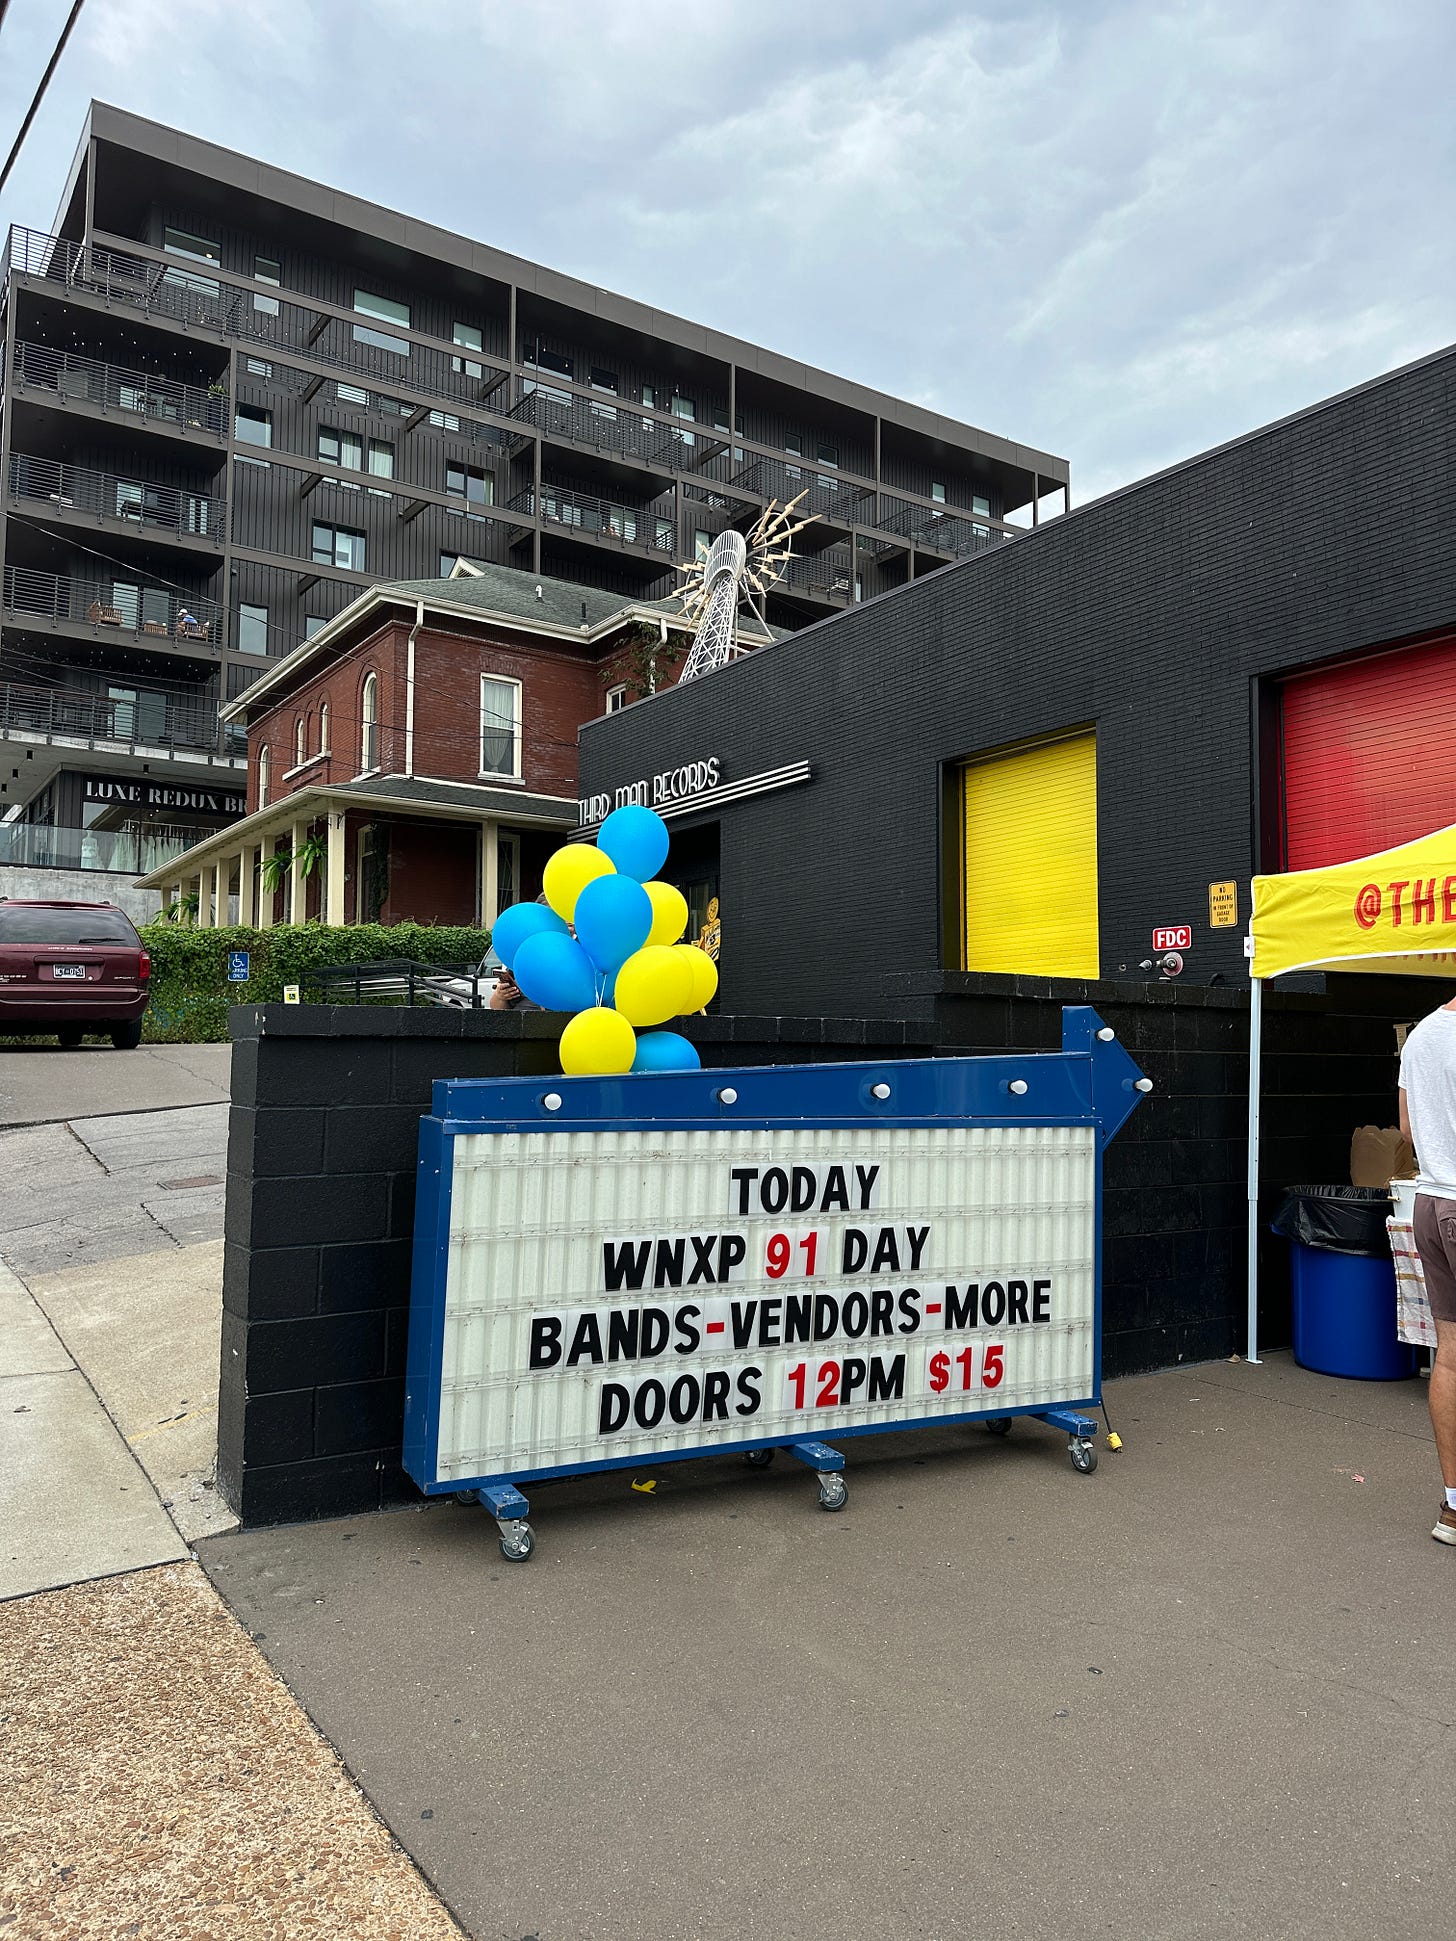 LUXE REDUX BR
THIRD MAN RECORDS
NO
PARKING
IN FRONT OF
GARAGE
DOOR
FDC
@THE
TODAY
WNXP 91 DAY
BANDS-VENDORS-MORE
DOORS 12PM $15